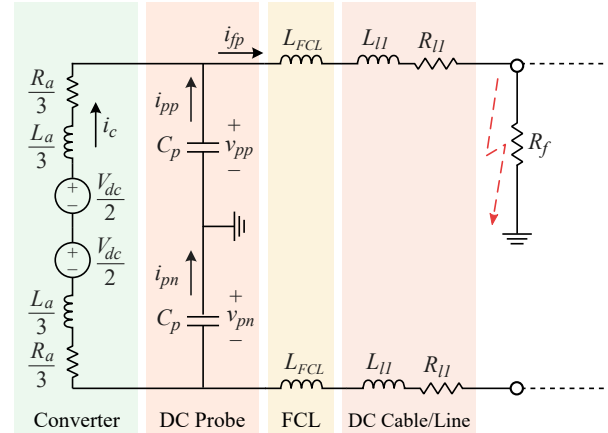 i_fp
L_FCL
L_l1
R_l1
R_a
3
i_c
i_pp
C_p
+
v_pp
−
R_f
L_a
3
+
−
V_dc
2
+
−
V_dc
2
i_pn
L_a
3
C_p
+
v_pn
−
R_a
3
L_FCL
L_l1
R_l1
Converter
DC Probe
FCL
DC Cable/Line